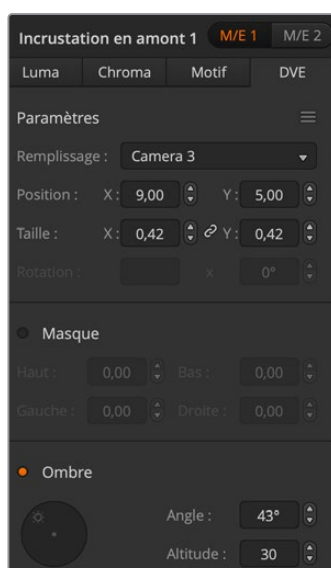 Incrustation en amont 1 M/E 1 M/E 2
Luma Chroma Motif DVE
Paramètres
Remplissage : Camera 3
Position : X : 9,00 Y : 5,00
Taille : X : 0,42 Y : 0,42
Rotation : x 0°
Masque
Haut : 0,00 Bas : 0,00
Gauche : 0,00 Droite : 0,00
Ombre
Angle : 43°
Altitude : 30